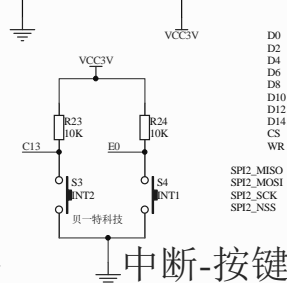 VCC3V
D0
D2
D4
D6
D8
D10
D12
D14
CS
WR
VCC3V
R23
10K
R24
10K
C13
E0
S3
INT2
S4
INT1
贝一特科技
SPI2_MISO
SPI2_MOSI
SPI2_SCK
SPI2_NSS
中断-按键